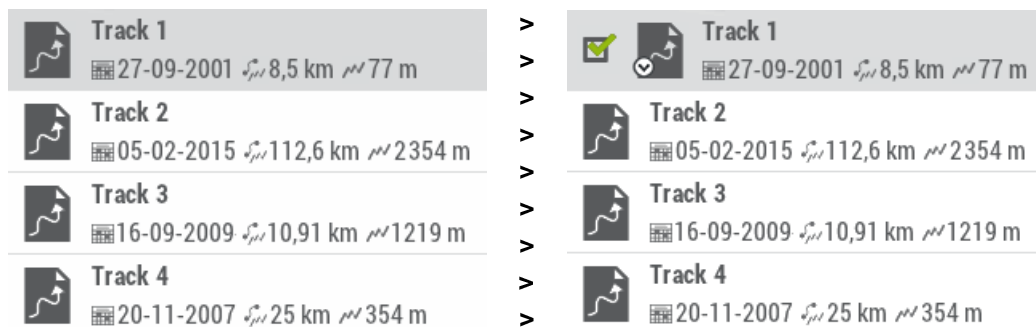 Track 1
27-09-2001 8,5 km 77 m
Track 2
05-02-2015 112,6 km 2354 m
Track 3
16-09-2009 10,91 km 1219 m
Track 4
20-11-2007 25 km 354 m
>
>
>
>
>
>
>
>
>
Track 1
27-09-2001 8,5 km 77 m
Track 2
05-02-2015 112,6 km 2354 m
Track 3
16-09-2009 10,91 km 1219 m
Track 4
20-11-2007 25 km 354 m